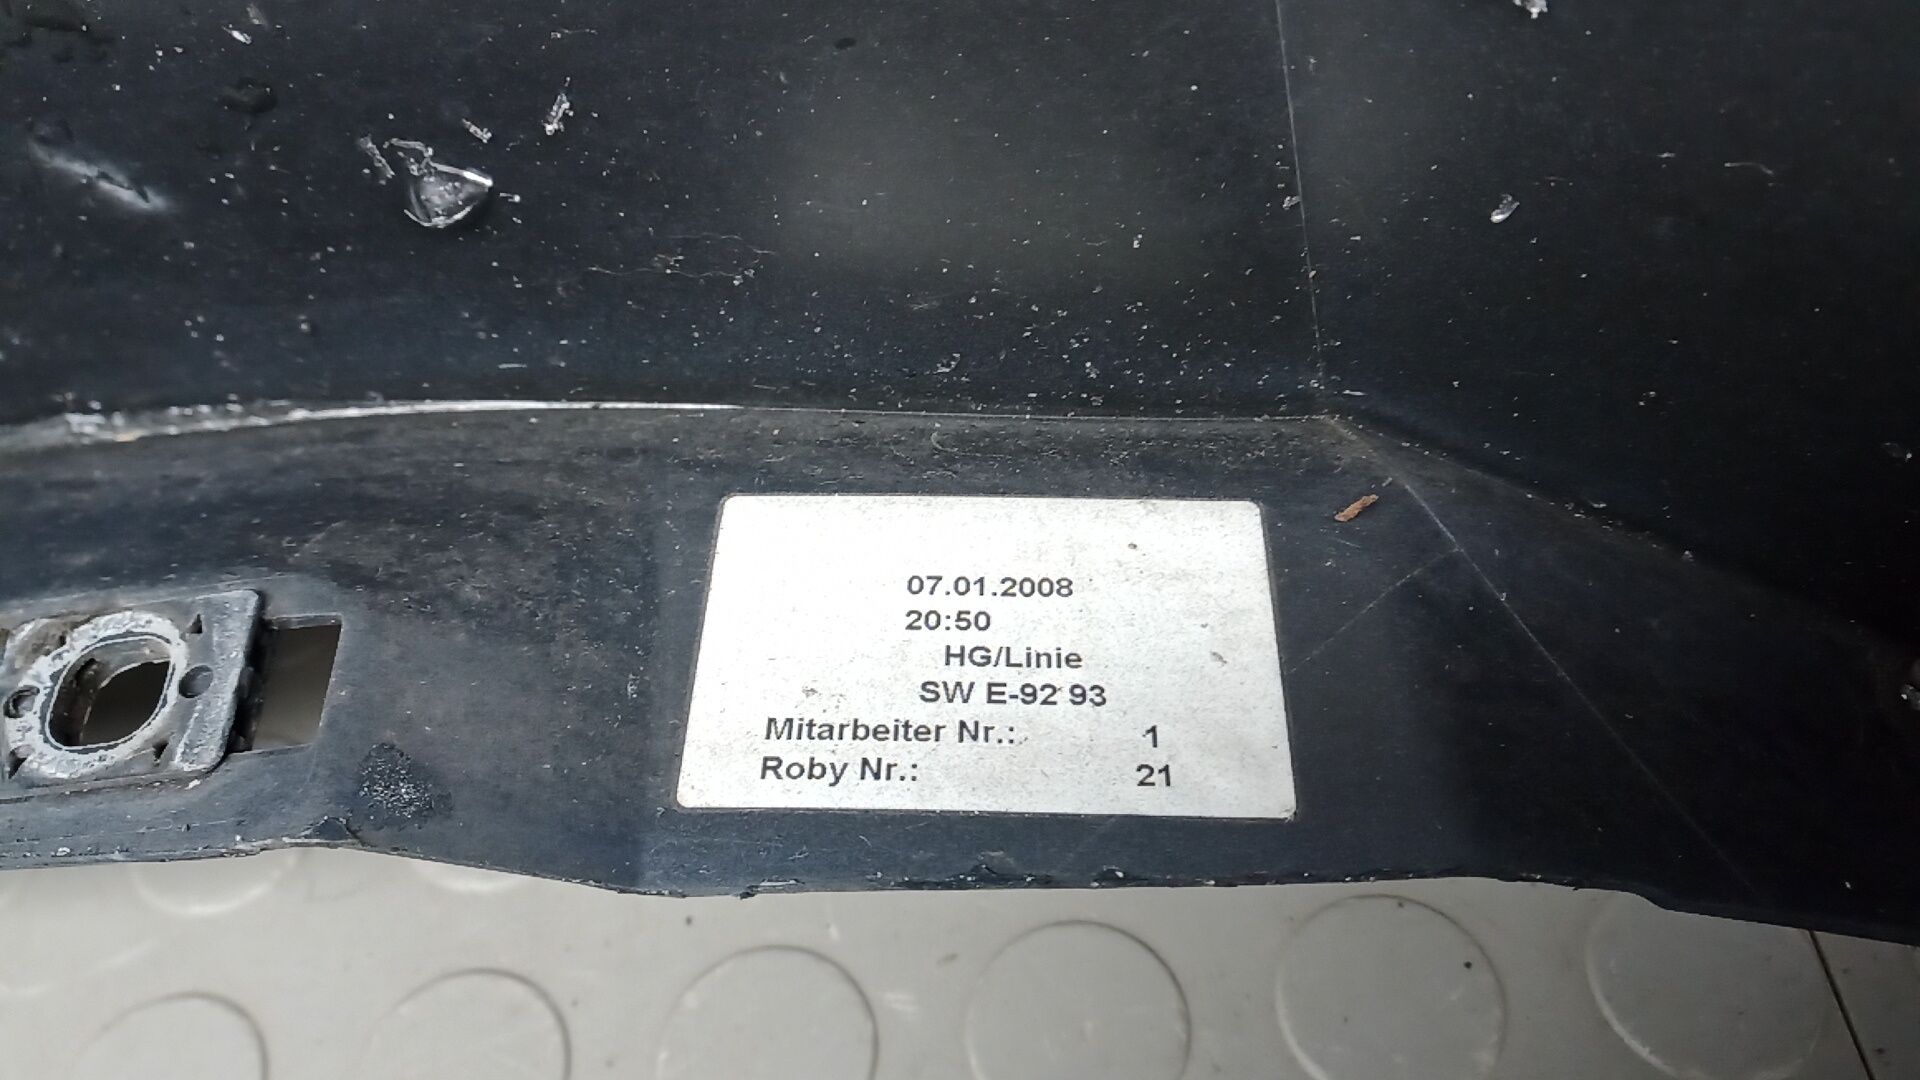 07.01.2008
20:50
HG/Linie
SW E-92 93
Mitarbeiter Nr.: 1
Roby Nr.: 21